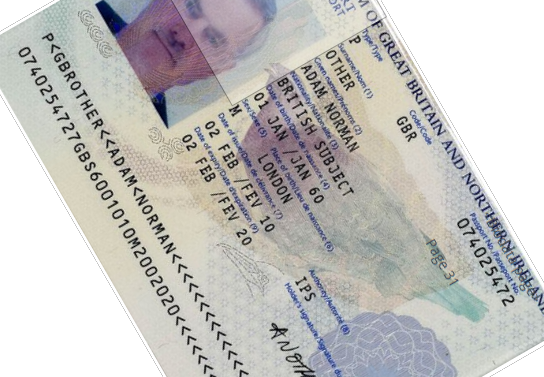 M OF GREAT BRITAIN AND NORTHERN IRELAND
Type/Type
P
Code/Code
GBR
Passport No./Passeport No.
074025472
Surname/Nom (1)
OTHER
Given names/Prénoms (2)
ADAM NORMAN
Nationality/Nationalité (3)
BRITISH SUBJECT
Date of birth/Date de naissance (4)
01 JAN /JAN 60
Sex/Sexe (5)
M
Place of birth/Lieu de naissance (6)
LONDON
Date of issue/Date de délivrance (7)
02 FEB /FEV 10
Authority/Autorité (8)
IPS
Date of expiry/Date d'expiration (9)
02 FEB /FEV 20
Holder's signature/Signature du
Page 31
P<GBROTHER<<ADAM<NORMAN<<<<<<<<<
0740254727GBS6001010M2002020<<<<<<